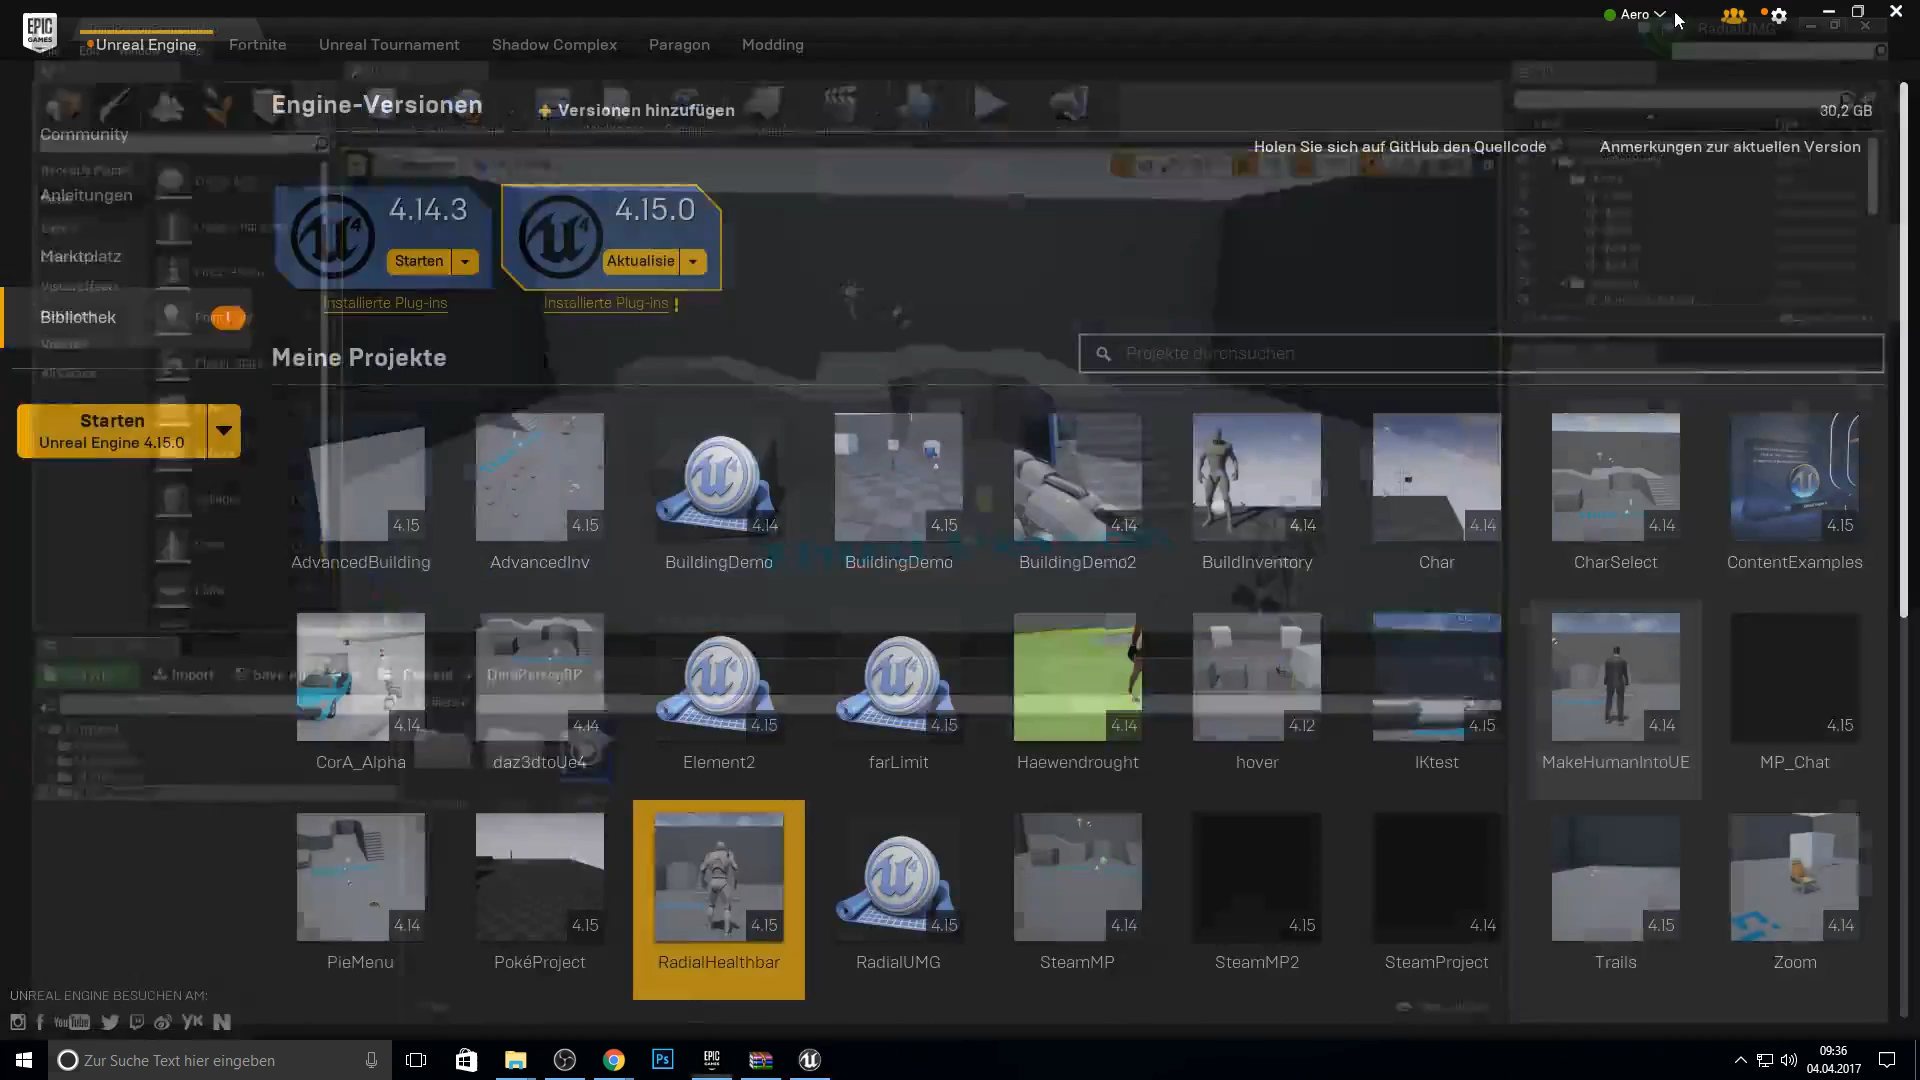 EPIC GAMES
Unreal Engine
Fortnite
Unreal Tournament
Shadow Complex
Paragon
Modding
Aero
RadialUMG
Engine-Versionen
Versionen hinzufügen
30,2 GB
Holen Sie sich auf GitHub den Quellcode
Anmerkungen zur aktuellen Version
Community
Anleitungen
Marktplatz
Bibliothek
Starten
Unreal Engine 4.15.0
4.14.3
Starten
Installierte Plug-ins
4.15.0
Aktualisie
Installierte Plug-ins !
Meine Projekte
Projekte durchsuchen
4.15 4.15 4.14 4.15 4.14 4.14 4.14 4.14 4.15
AdvancedBuilding AdvancedInv BuildingDemo BuildingDemo BuildingDemo2 BuildInventory Char CharSelect ContentExamples
Import
4.14 4.14 4.15 4.15 4.14 4.12 4.15 4.14 4.15
CorA_Alpha daz3dtoUe4 Element2 farLimit Haewendrought hover IKtest MakeHumanIntoUE MP_Chat
4.14 4.15 4.15 4.15 4.14 4.15 4.14 4.15 4.14
PieMenu PokéProject RadialHealthbar RadialUMG SteamMP SteamMP2 SteamProject Trails Zoom
UNREAL ENGINE BESUCHEN AM:
You Tube
Zur Suche Text hier eingeben
Ps
EPIC GAMES
09:36
04.04.2017